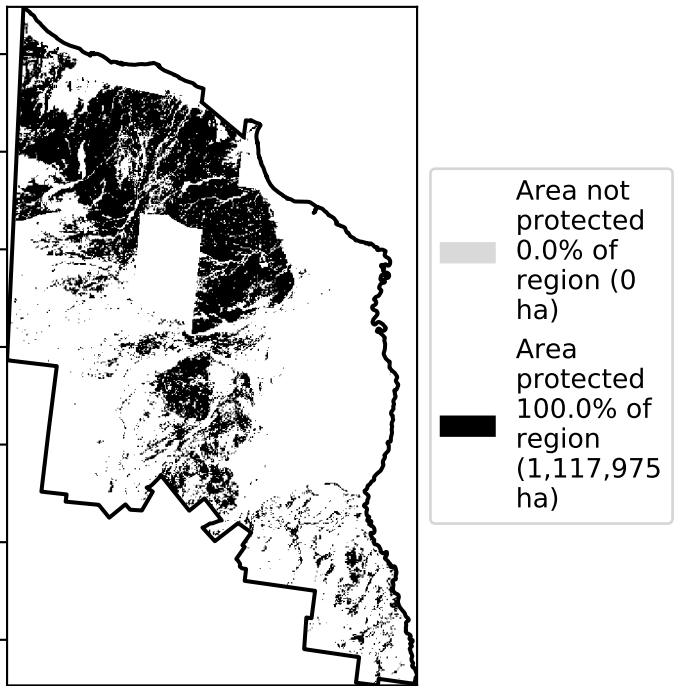 Area not
protected
0.0% of
region (0
ha)
Area
protected
100.0% of
region
(1,117,975
ha)